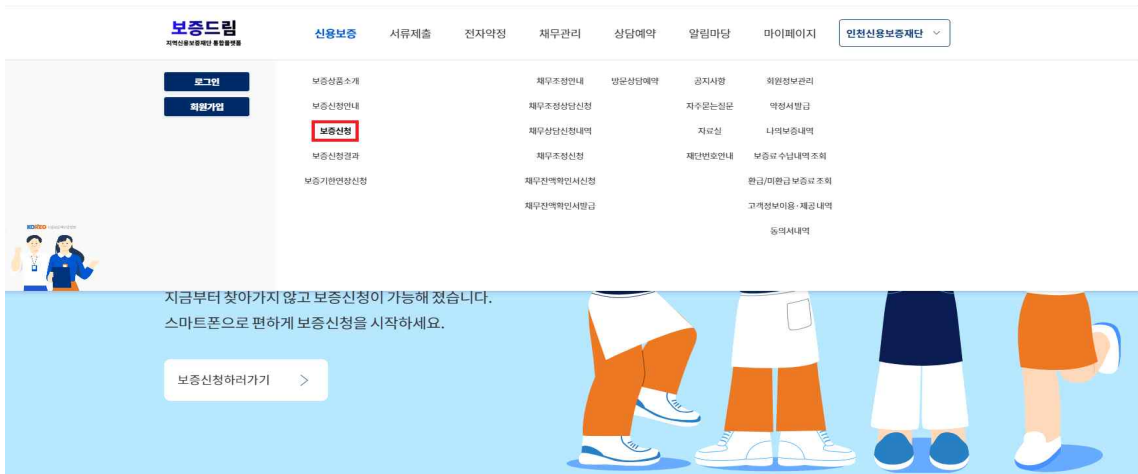 보증드림
지역신용보증재단 통합플랫폼
신용보증 서류제출 전자약정 채무관리 상담예약 알림마당 마이페이지 인천신용보증재단
로그인
회원가입
보증상품소개
보증신청안내
보증신청
보증신청결과
보증기한연장신청
채무조정안내
채무조정상담신청
채무상담신청내역
채무조정신청
채무잔액확인서신청
채무잔액확인서발급
방문상담예약
공지사항
자주묻는질문
자료실
재단번호안내
회원정보관리
약정서발급
나의보증내역
보증료 수납내역 조회
환급/미환급 보증료 조회
고객정보이용·제공 내역
동의서내역
지금부터 찾아가지 않고 보증신청이 가능해 졌습니다.
스마트폰으로 편하게 보증신청을 시작하세요.
보증신청하러가기